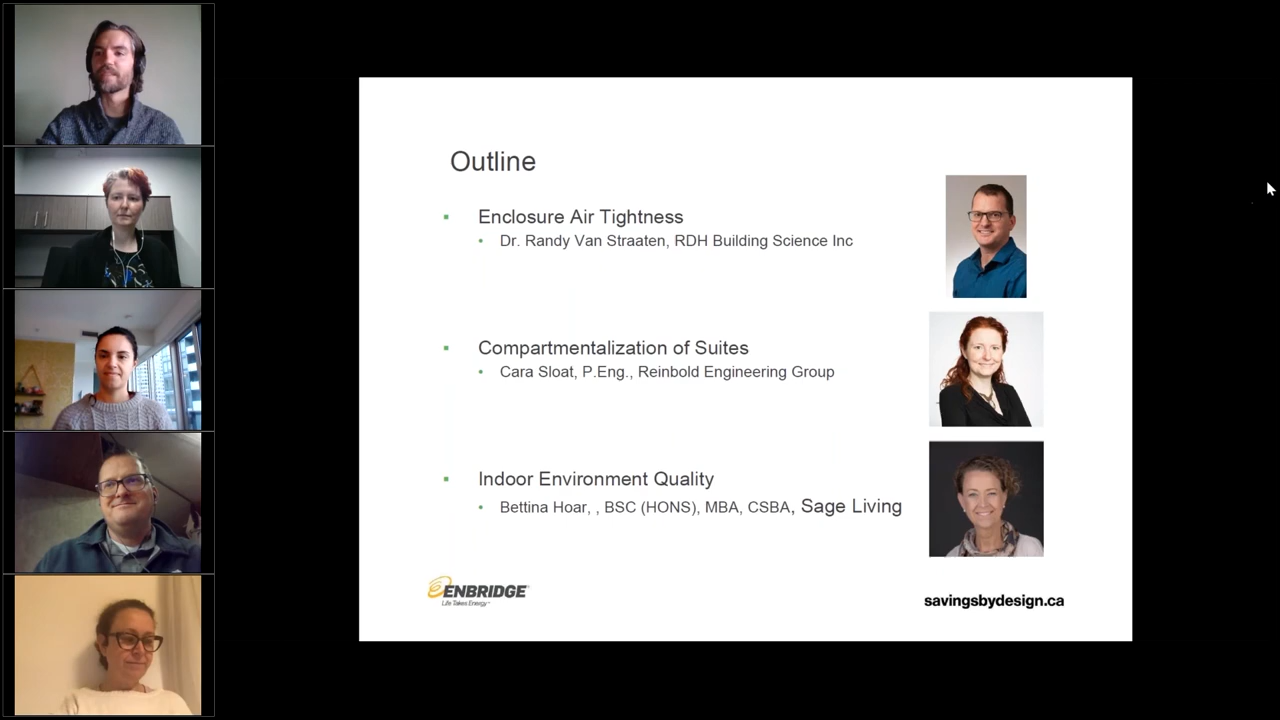 Outline
Enclosure Air Tightness
Dr. Randy Van Straaten, RDH Building Science Inc
Compartmentalization of Suites
Cara Sloat, P.Eng., Reinbold Engineering Group
Indoor Environment Quality
Bettina Hoar, , BSC (HONS), MBA, CSBA, Sage Living
ENBRIDGE
Life Takes Energy™
savingsbydesign.ca